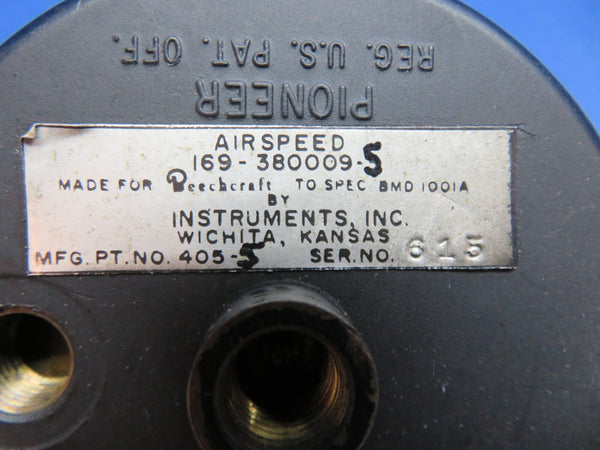 REG. U.S. PAT. OFF.
PIONEER
AIRSPEED
169-380009-5
MADE FOR Beechcraft TO SPEC BMD 1001A
BY
INSTRUMENTS, INC.
WICHITA, KANSAS
MFG. PT. NO. 405-5 SER. NO. 615